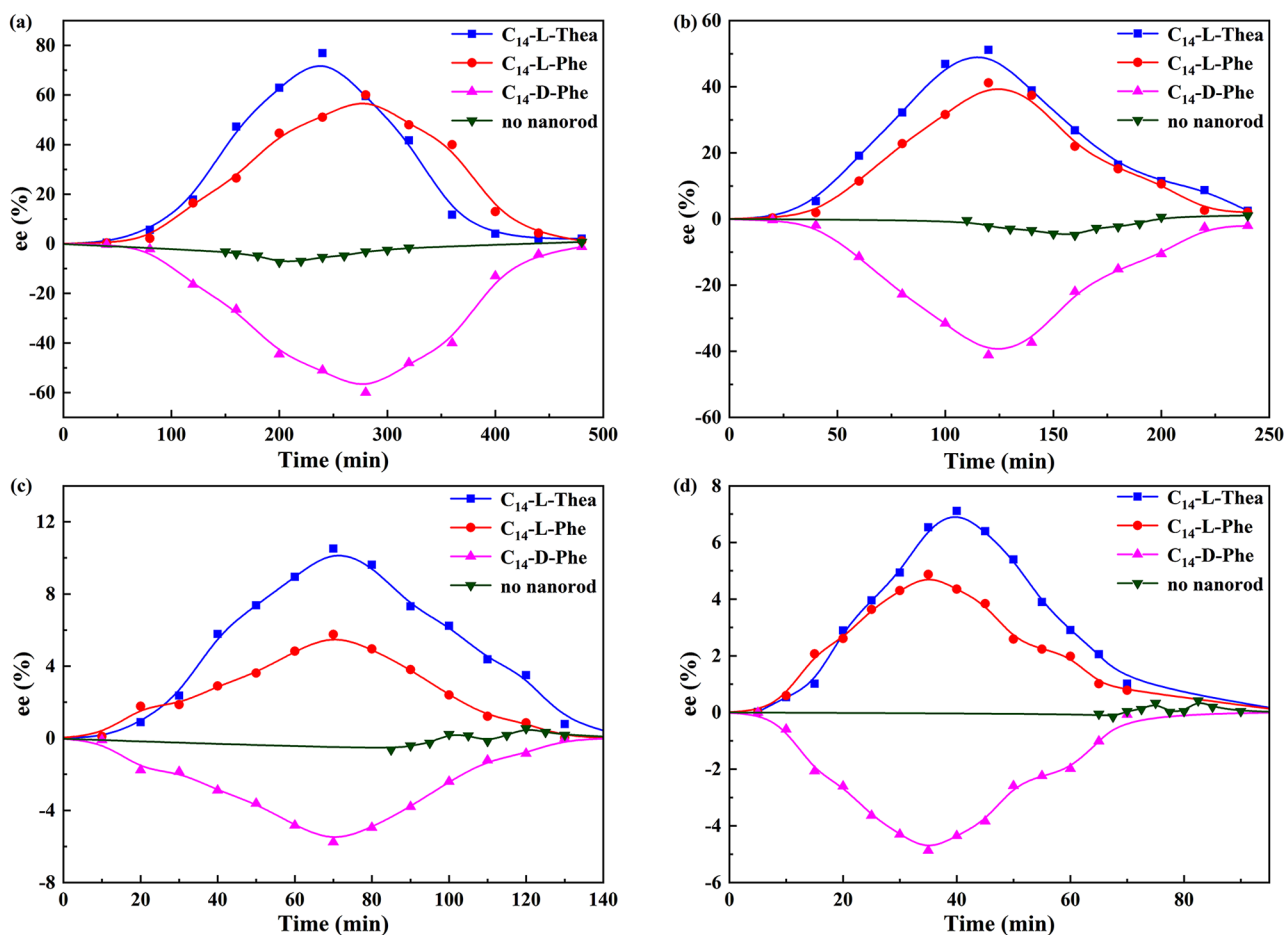 (a)
C₁₄-L-Thea
C₁₄-L-Phe
C₁₄-D-Phe
no nanorod
80
60
40
20
0
-20
-40
-60
ee (%)
0 100 200 300 400 500
Time (min)
(b)
C₁₄-L-Thea
C₁₄-L-Phe
C₁₄-D-Phe
no nanorod
60
40
20
0
-20
-40
-60
ee (%)
0 50 100 150 200 250
Time (min)
(c)
C₁₄-L-Thea
C₁₄-L-Phe
C₁₄-D-Phe
no nanorod
12
8
4
0
-4
-8
ee (%)
0 20 40 60 80 100 120 140
Time (min)
(d)
C₁₄-L-Thea
C₁₄-L-Phe
C₁₄-D-Phe
no nanorod
8
6
4
2
0
-2
-4
-6
ee (%)
0 20 40 60 80
Time (min)